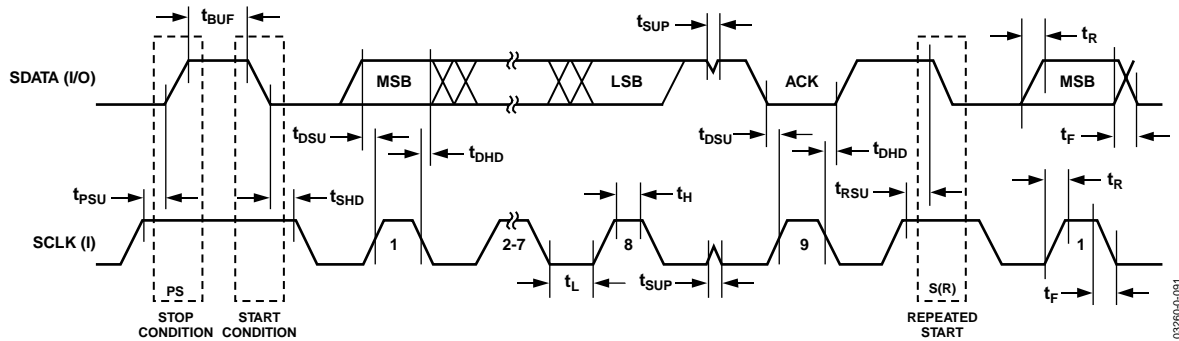 tBUF
tSUP
tR
SDATA (I/O)
MSB
LSB
ACK
MSB
tDSU
tDHD
tDSU
tDHD
tF
tPSU
tSHD
tH
tRSU
tR
SCLK (I)
1
2-7
8
9
1
tL
tSUP
tF
PS
S(R)
STOP
CONDITION
START
CONDITION
REPEATED
START
03260-0-091